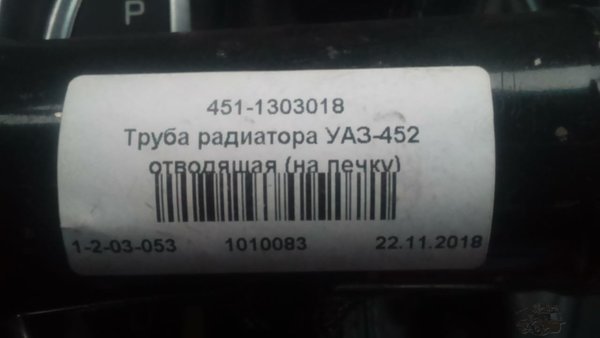 P
451-1303018
Труба радиатора УАЗ-452
отводящая (на печку)
1-2-03-053 1010083 22.11.2018